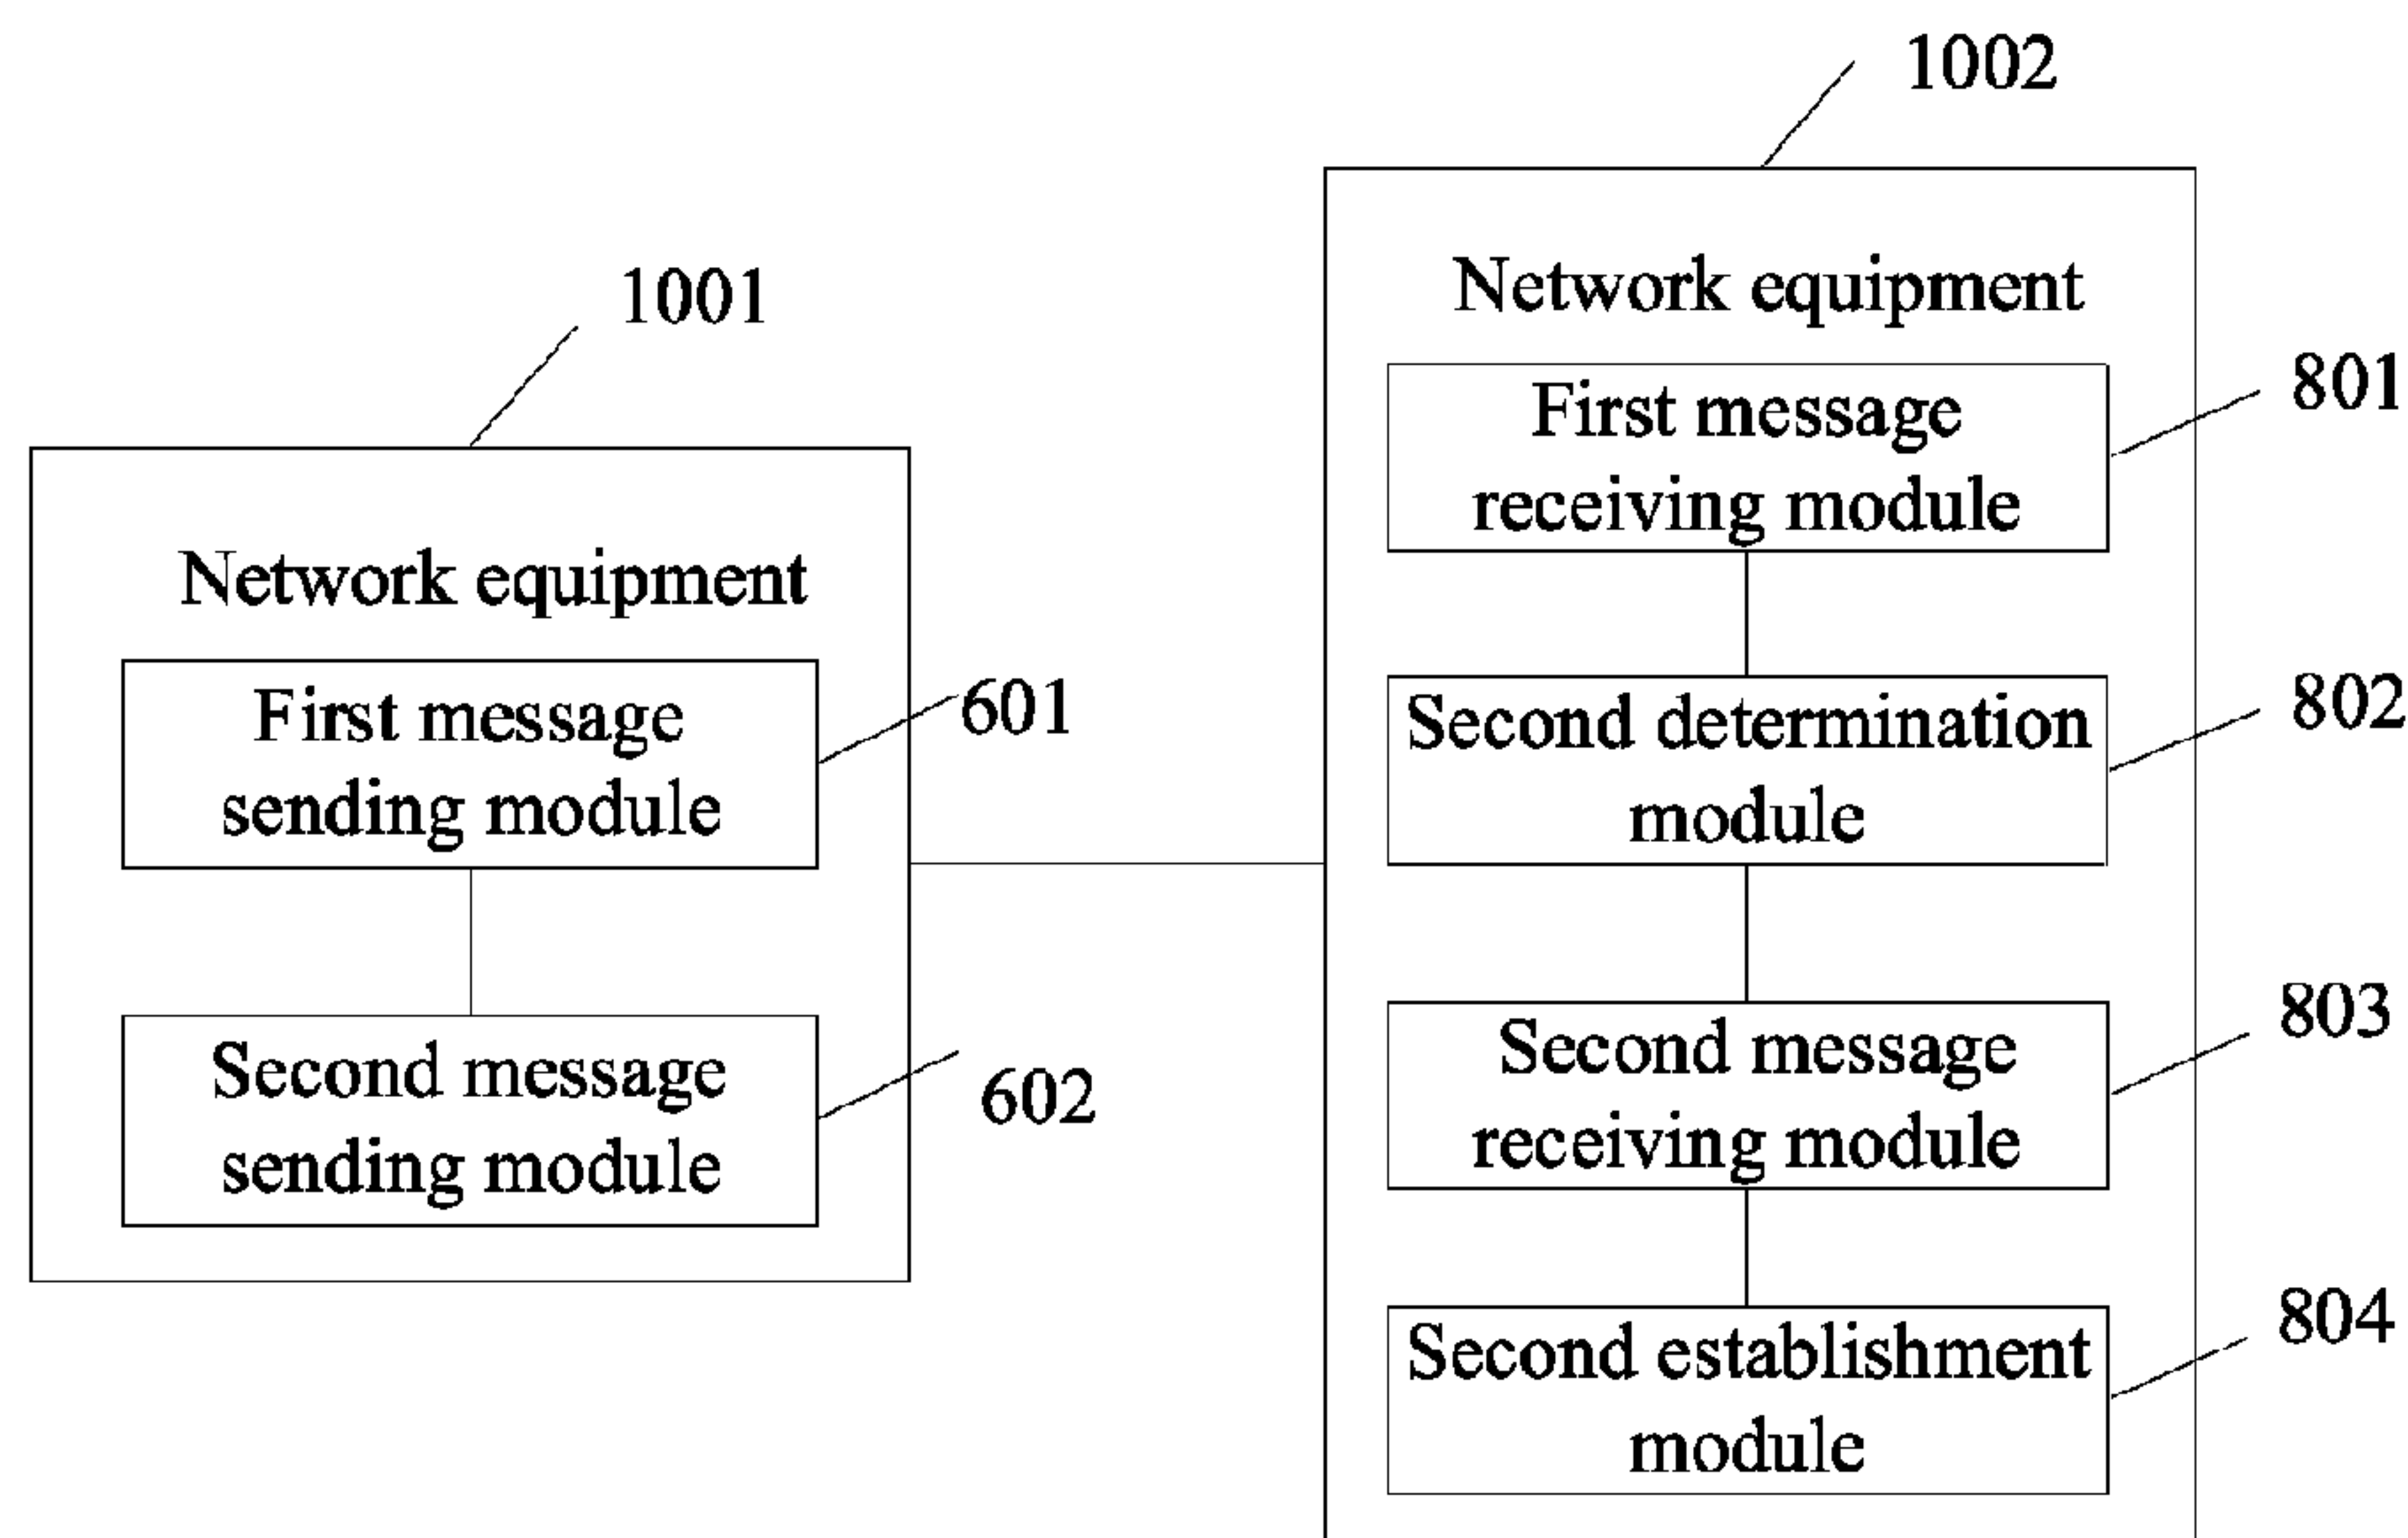 1001
Network equipment
First message
sending module
601
Second message
sending module
602
1002
Network equipment
First message
receiving module
801
Second determination
module
802
Second message
receiving module
803
Second establishment
module
804